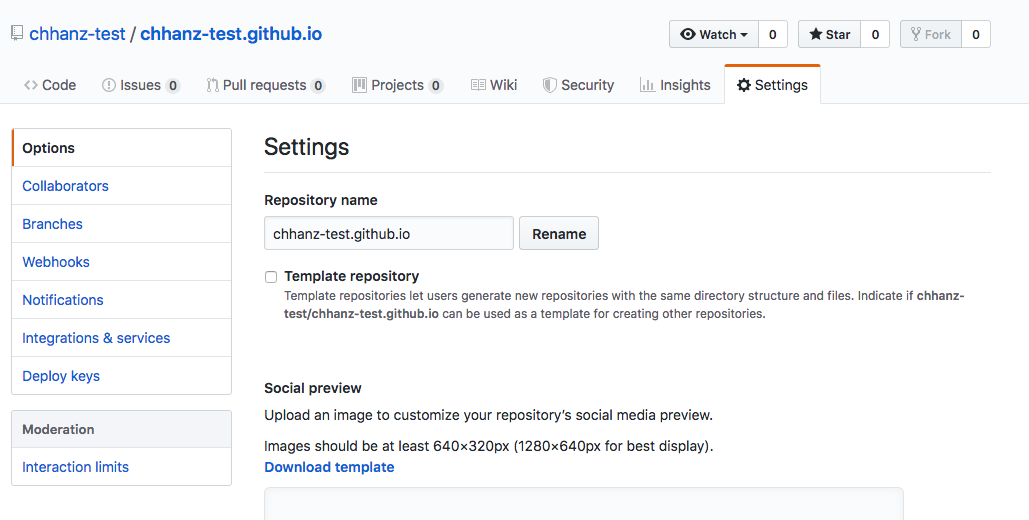 chhanz-test / chhanz-test.github.io
Watch 0 Star 0 Fork 0
Code Issues 0 Pull requests 0 Projects 0 Wiki Security Insights Settings
Options
Collaborators
Branches
Webhooks
Notifications
Integrations & services
Deploy keys
Moderation
Interaction limits
Settings
Repository name
chhanz-test.github.io Rename
Template repository
Template repositories let users generate new repositories with the same directory structure and files. Indicate if chhanz-
test/chhanz-test.github.io can be used as a template for creating other repositories.
Social preview
Upload an image to customize your repository's social media preview.
Images should be at least 640×320px (1280×640px for best display).
Download template